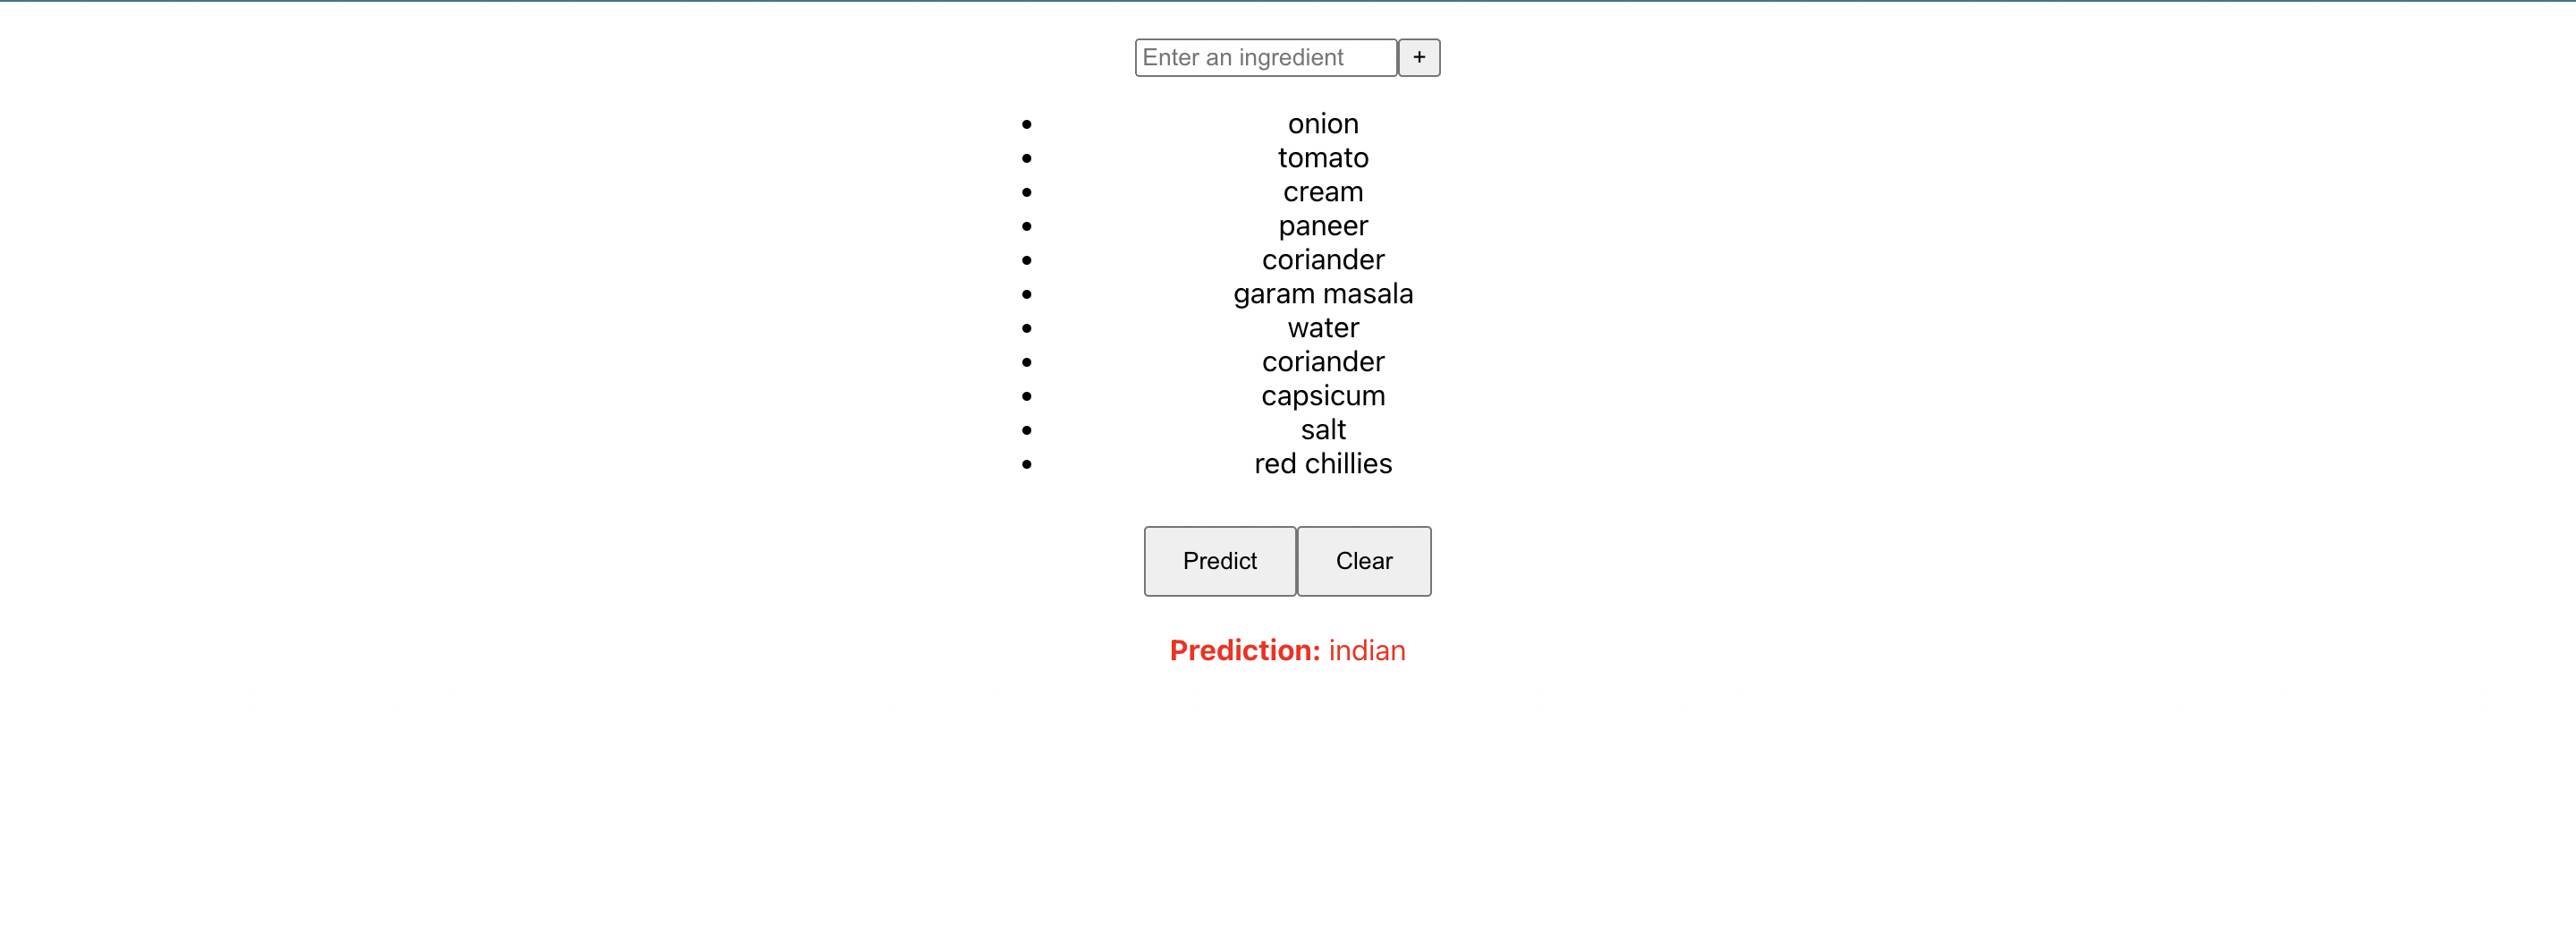 Enter an ingredient +
• onion
• tomato
• cream
• paneer
• coriander
• garam masala
• water
• coriander
• capsicum
• salt
• red chillies
Predict Clear
Prediction: indian